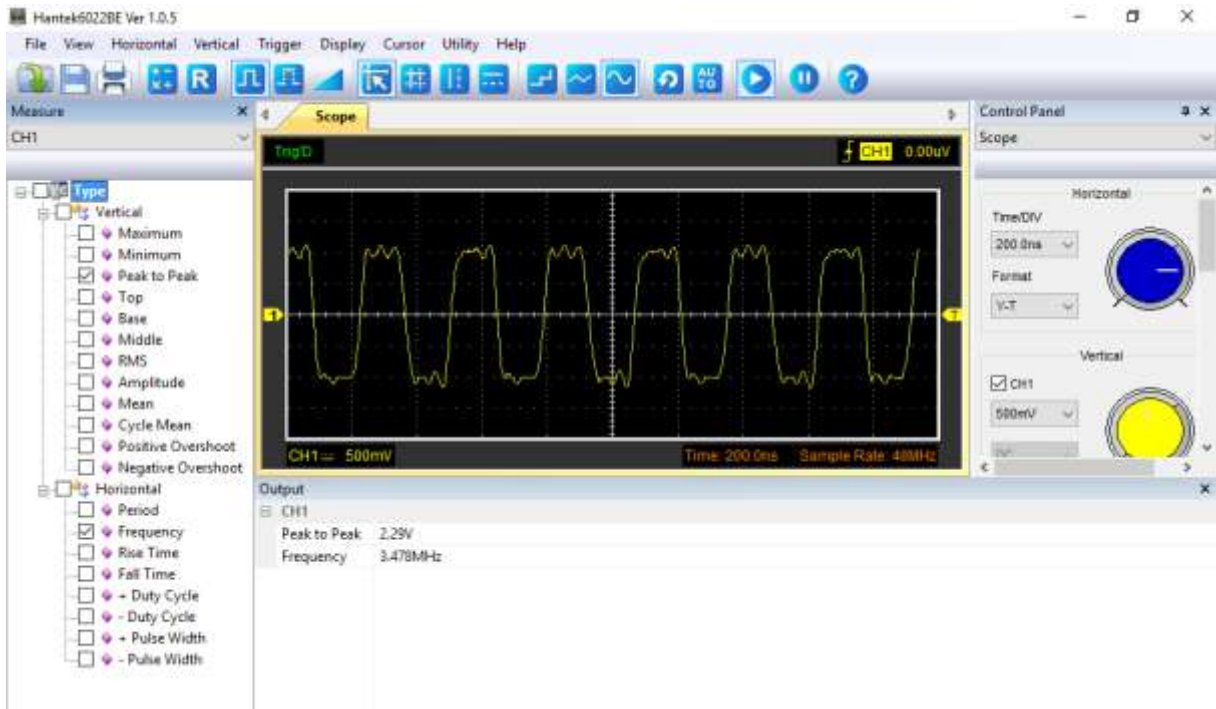 Hantek6022BE Ver 1.0.5
File View Horizontal Vertical Trigger Display Cursor Utility Help
R AUTO ?
Measure
CH1
Type
Vertical
Maximum
Minimum
Peak to Peak
Top
Base
Middle
RMS
Amplitude
Mean
Cycle Mean
Positive Overshoot
Negative Overshoot
Horizontal
Period
Frequency
Rise Time
Fall Time
+ Duty Cycle
- Duty Cycle
+ Pulse Width
- Pulse Width
Scope
Trig'D CH1 0.00uV
1 T
CH1 500mV Time: 200.0ns Sample Rate: 48MHz
Control Panel
Scope
Horizontal
Time/DIV
200.0ns
Format
Y-T
Vertical
CH1
500mV
Output
CH1
Peak to Peak 2.29V
Frequency 3.478MHz